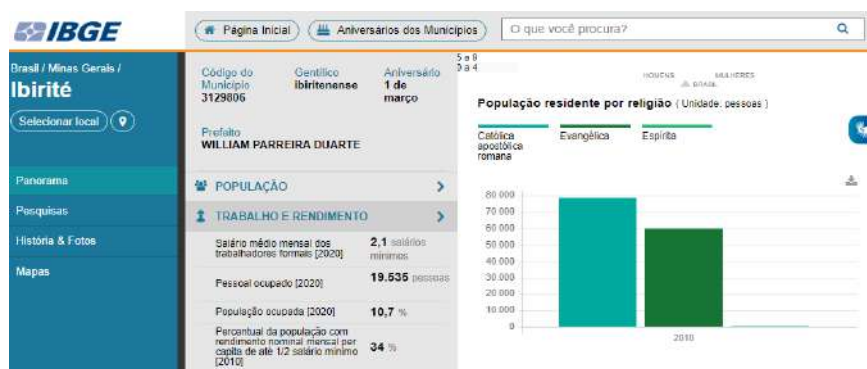 IBGE
Página Inicial
Aniversários dos Municípios
O que você procura?
Brasil / Minas Gerais /
Ibirité
Selecionar local
Panorama
Pesquisas
História & Fotos
Mapas
Código do Município
3129806
Gentílico
ibiritenense
Aniversário
1 de março
Prefeito
WILLIAM PARREIRA DUARTE
POPULAÇÃO
TRABALHO E RENDIMENTO
Salário médio mensal dos trabalhadores formais [2020]
2,1 salários mínimos
Pessoal ocupado [2020]
19.535 pessoas
População ocupada [2020]
10,7 %
Percentual da população com rendimento nominal mensal per capita de até 1/2 salário mínimo [2010]
34 %
5 a 9
0 a 4
HOMENS
MULHERES
BRASIL
População residente por religião ( Unidade: pessoas )
Católica apostólica romana
Evangélica
Espírita
80.000
70.000
60.000
50.000
40.000
30.000
20.000
10.000
0
2010